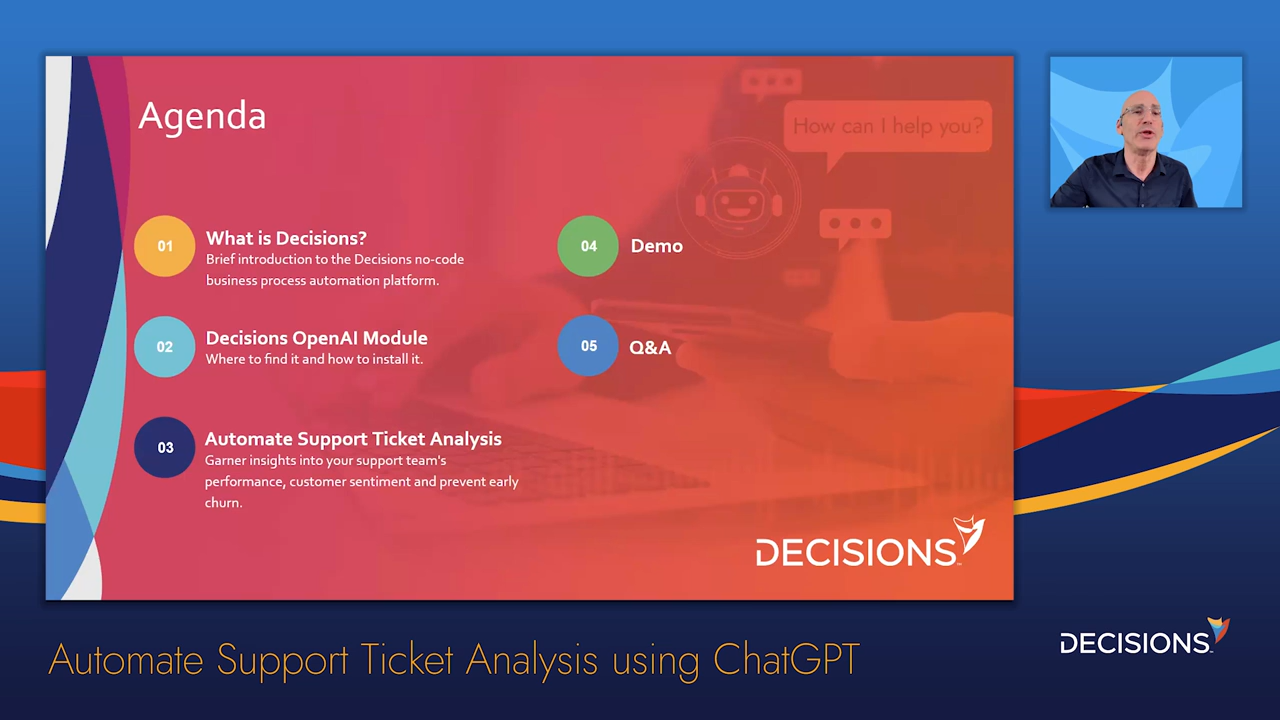 Agenda
How can I help you?
01
What is Decisions?
Brief introduction to the Decisions no-code
business process automation platform.
02
Decisions OpenAI Module
Where to find it and how to install it.
03
Automate Support Ticket Analysis
Garner insights into your support team's
performance, customer sentiment and prevent early
churn.
04
Demo
05
Q&A
DECISIONS
Automate Support Ticket Analysis using ChatGPT
DECISIONS